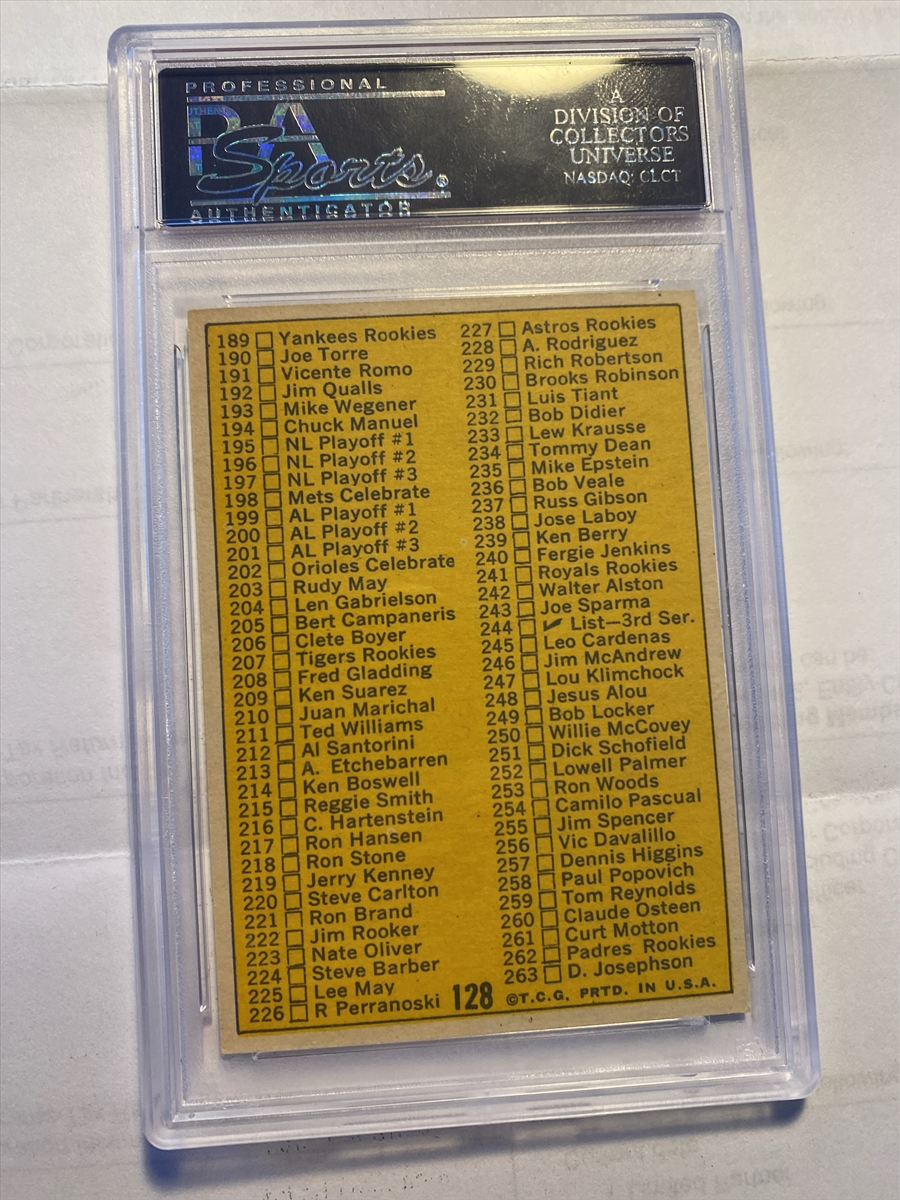 PROFESSIONAL
PSA
Sports®
AUTHENTICATOR
A
DIVISION OF
COLLECTORS
UNIVERSE
NASDAQ: CLCT
189 Yankees Rookies
190 Joe Torre
191 Vicente Romo
192 Jim Qualls
193 Mike Wegener
194 Chuck Manuel
195 NL Playoff #1
196 NL Playoff #2
197 NL Playoff #3
198 Mets Celebrate
199 AL Playoff #1
200 AL Playoff #2
201 AL Playoff #3
202 Orioles Celebrate
203 Rudy May
204 Len Gabrielson
205 Bert Campaneris
206 Clete Boyer
207 Tigers Rookies
208 Fred Gladding
209 Ken Suarez
210 Juan Marichal
211 Ted Williams
212 Al Santorini
213 A. Etchebarren
214 Ken Boswell
215 Reggie Smith
216 C. Hartenstein
217 Ron Hansen
218 Ron Stone
219 Jerry Kenney
220 Steve Carlton
221 Ron Brand
222 Jim Rooker
223 Nate Oliver
224 Steve Barber
225 Lee May
226 R Perranoski
227 Astros Rookies
228 A. Rodriguez
229 Rich Robertson
230 Brooks Robinson
231 Luis Tiant
232 Bob Didier
233 Lew Krausse
234 Tommy Dean
235 Mike Epstein
236 Bob Veale
237 Russ Gibson
238 Jose Laboy
239 Ken Berry
240 Fergie Jenkins
241 Royals Rookies
242 Walter Alston
243 Joe Sparma
244 List—3rd Ser.
245 Leo Cardenas
246 Jim McAndrew
247 Lou Klimchock
248 Jesus Alou
249 Bob Locker
250 Willie McCovey
251 Dick Schofield
252 Lowell Palmer
253 Ron Woods
254 Camilo Pascual
255 Jim Spencer
256 Vic Davalillo
257 Dennis Higgins
258 Paul Popovich
259 Tom Reynolds
260 Claude Osteen
261 Curt Motton
262 Padres Rookies
263 D. Josephson
128 ©T.C.G. PRTD. IN U.S.A.